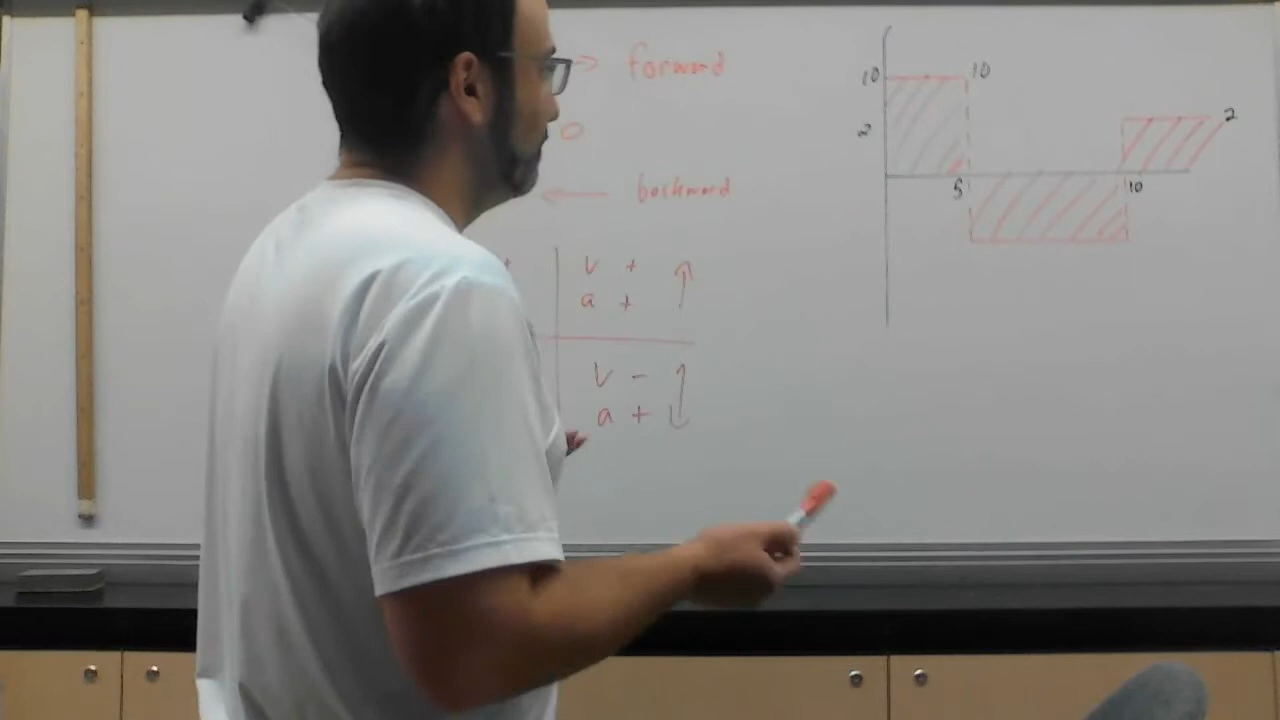 → forward
0
← backward
+
v + ↑
a +
v - ↑
a + ↓
10 10
2 2
5 10